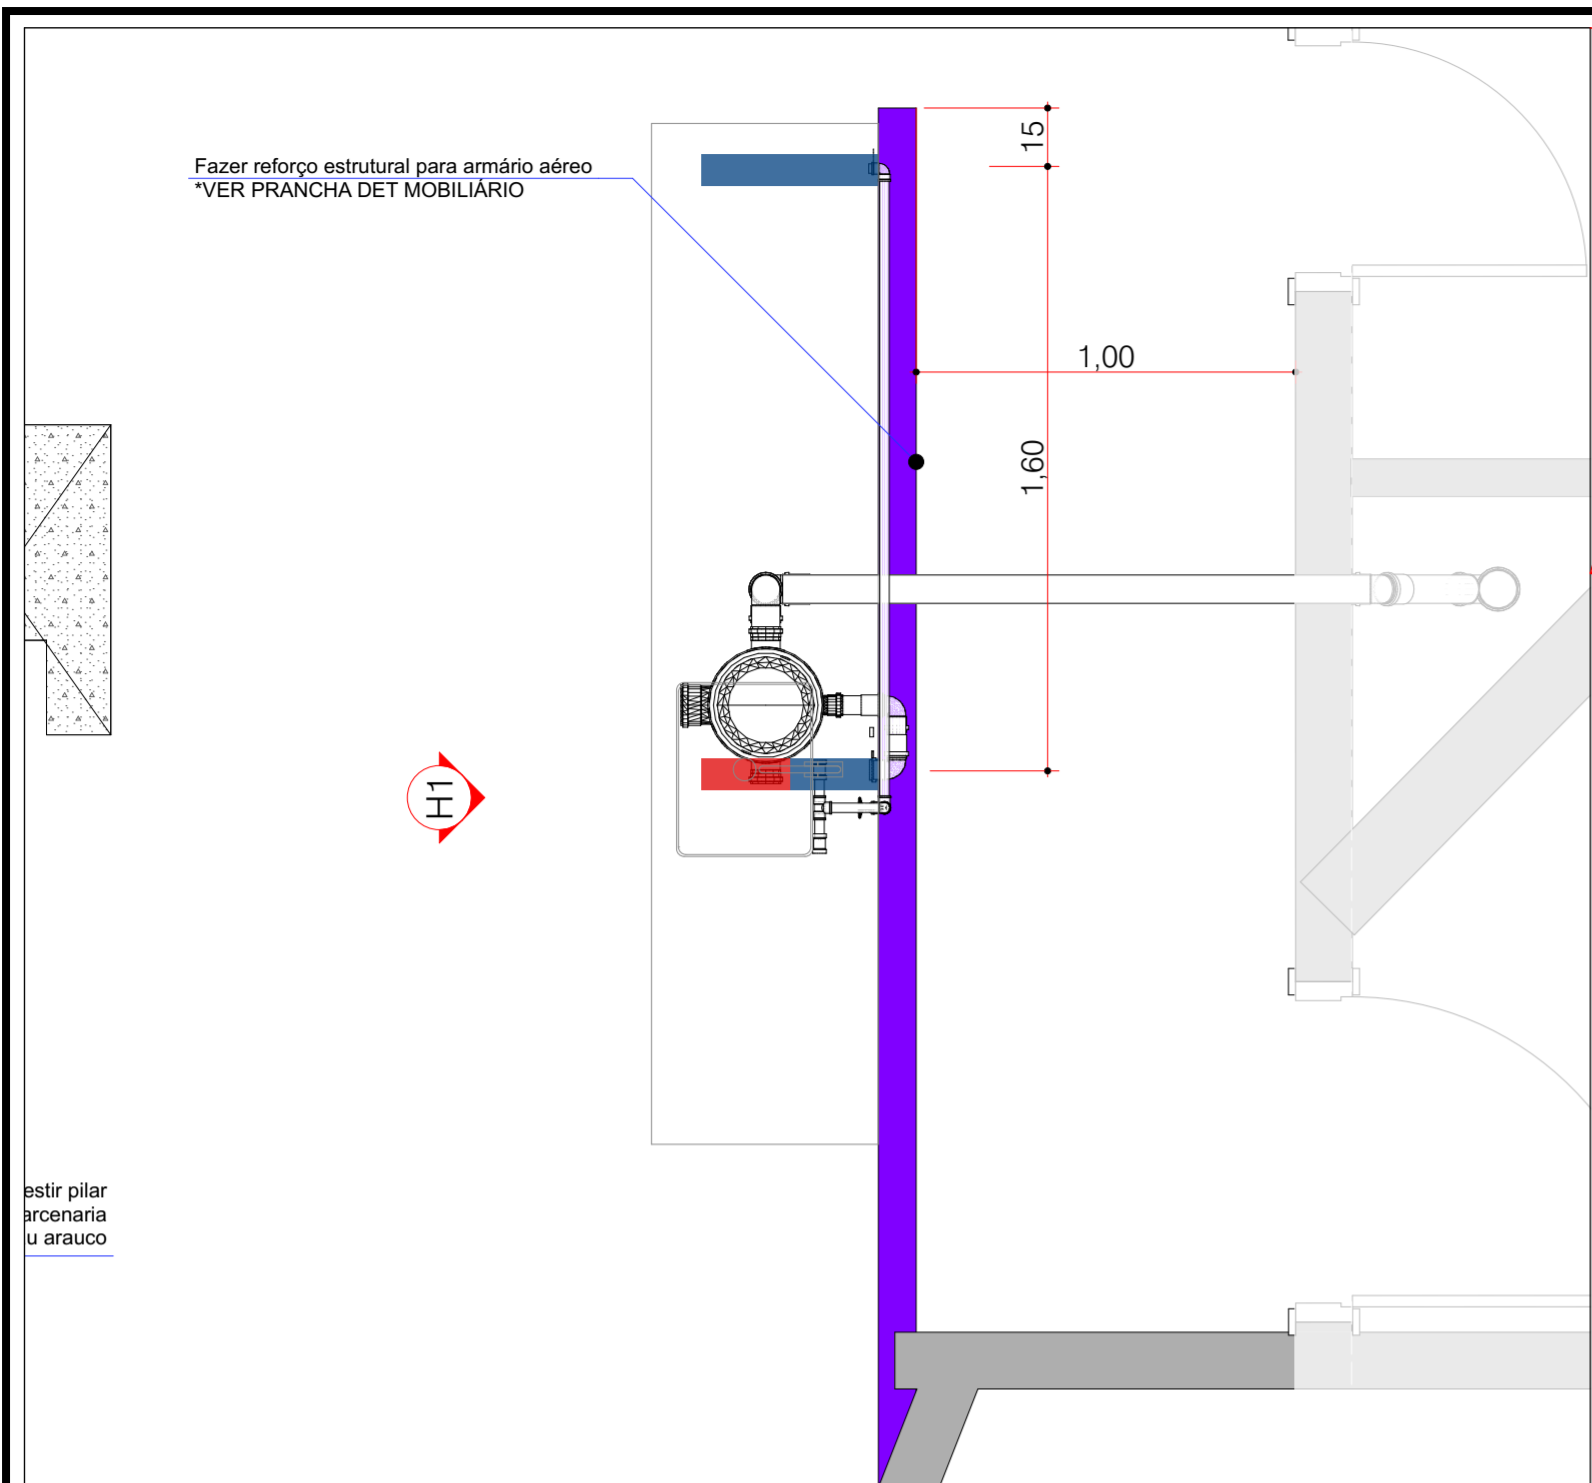 15
Fazer reforço estrutural para armário aéreo
*VER PRANCHA DET MOBILIÁRIO
1,00
1,60
H1
estir pilar
arcenaria
u arauco